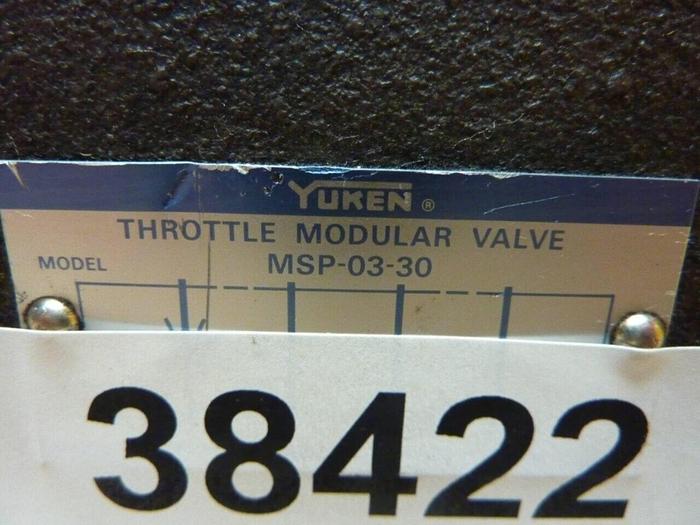 YUKEN ®
THROTTLE MODULAR VALVE
MODEL MSP-03-30
38422